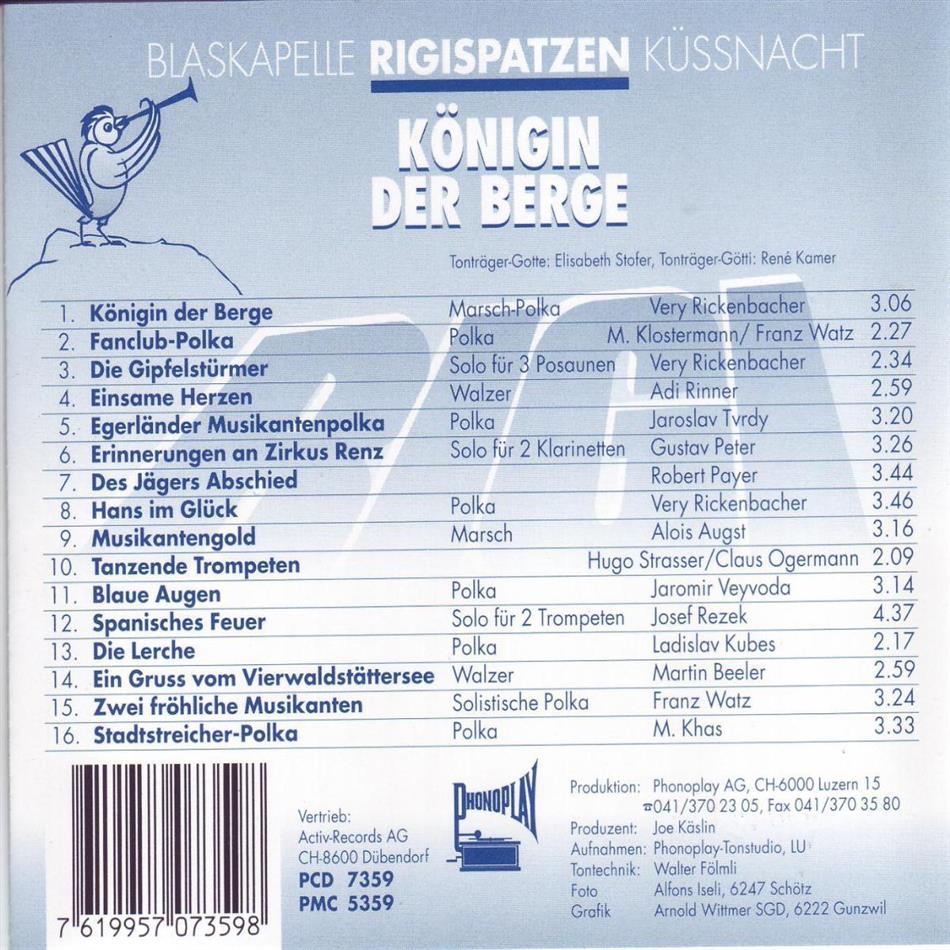 BLASKAPELLE RIGISPATZEN KÜSSNACHT
KÖNIGIN
DER BERGE
Tonträger-Gotte: Elisabeth Stofer, Tonträger-Götti: René Kamer
RIGI
1. Königin der Berge Marsch-Polka Very Rickenbacher 3.06
2. Fanclub-Polka Polka M. Klostermann/ Franz Watz 2.27
3. Die Gipfelstürmer Solo für 3 Posaunen Very Rickenbacher 2.34
4. Einsame Herzen Walzer Adi Rinner 2.59
5. Egerländer Musikantenpolka Polka Jaroslav Tvrdy 3.20
6. Erinnerungen an Zirkus Renz Solo für 2 Klarinetten Gustav Peter 3.26
7. Des Jägers Abschied Robert Payer 3.44
8. Hans im Glück Polka Very Rickenbacher 3.46
9. Musikantengold Marsch Alois Augst 3.16
10. Tanzende Trompeten Hugo Strasser/Claus Ogermann 2.09
11. Blaue Augen Polka Jaromir Veyvoda 3.14
12. Spanisches Feuer Solo für 2 Trompeten Josef Rezek 4.37
13. Die Lerche Polka Ladislav Kubes 2.17
14. Ein Gruss vom Vierwaldstättersee Walzer Martin Beeler 2.59
15. Zwei fröhliche Musikanten Solistische Polka Franz Watz 3.24
16. Stadtstreicher-Polka Polka M. Khas 3.33
7 619957 073598
Vertrieb:
Activ-Records AG
CH-8600 Dübendorf
PCD 7359
PMC 5359
PHONOPLAY
Produktion: Phonoplay AG, CH-6000 Luzern 15
☎041/370 23 05, Fax 041/370 35 80
Produzent: Joe Käslin
Aufnahmen: Phonoplay-Tonstudio, LU
Tontechnik: Walter Fölmli
Foto Alfons Iseli, 6247 Schötz
Grafik Arnold Wittmer SGD, 6222 Gunzwil